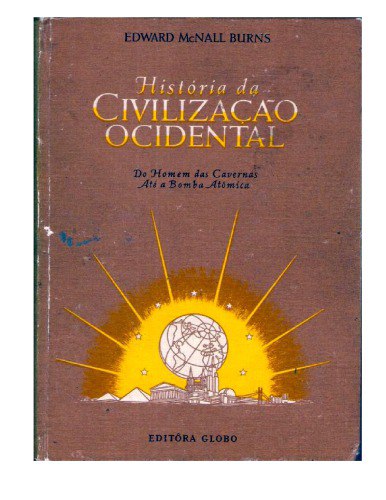 EDWARD McNALL BURNS
História da
CIVILIZAÇÃO
OCIDENTAL
Do Homem das Cavernas
Até a Bomba Atômica
EDITÔRA GLOBO